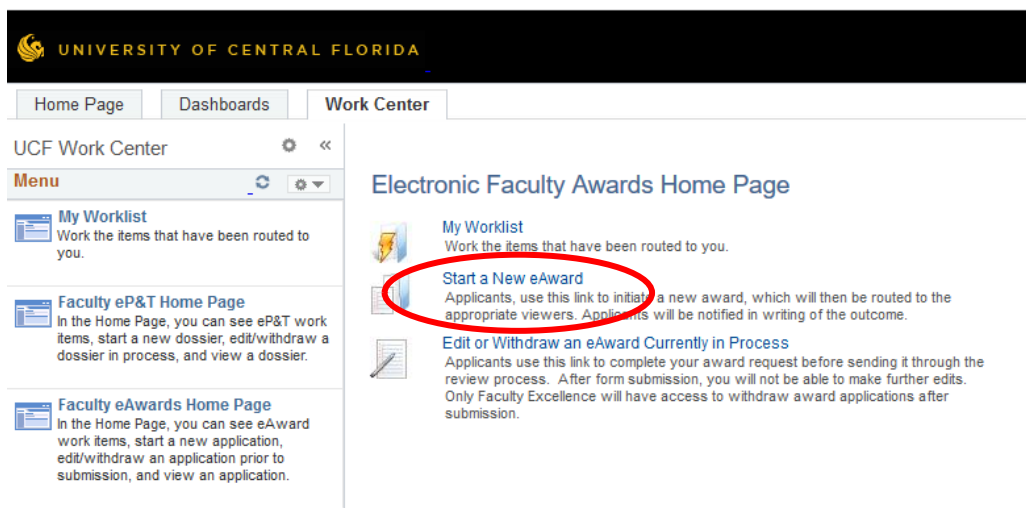 UNIVERSITY OF CENTRAL FLORIDA
Home Page
Dashboards
Work Center
UCF Work Center
Menu
My Worklist
Work the items that have been routed to
you.
Faculty eP&T Home Page
In the Home Page, you can see eP&T work
items, start a new dossier, edit/withdraw a
dossier in process, and view a dossier.
Faculty eAwards Home Page
In the Home Page, you can see eAward
work items, start a new application,
edit/withdraw an application prior to
submission, and view an application.
Electronic Faculty Awards Home Page
My Worklist
Work the items that have been routed to you.
Start a New eAward
Applicants, use this link to initiate a new award, which will then be routed to the
appropriate viewers. Applicants will be notified in writing of the outcome.
Edit or Withdraw an eAward Currently in Process
Applicants use this link to complete your award request before sending it through the
review process. After form submission, you will not be able to make further edits.
Only Faculty Excellence will have access to withdraw award applications after
submission.